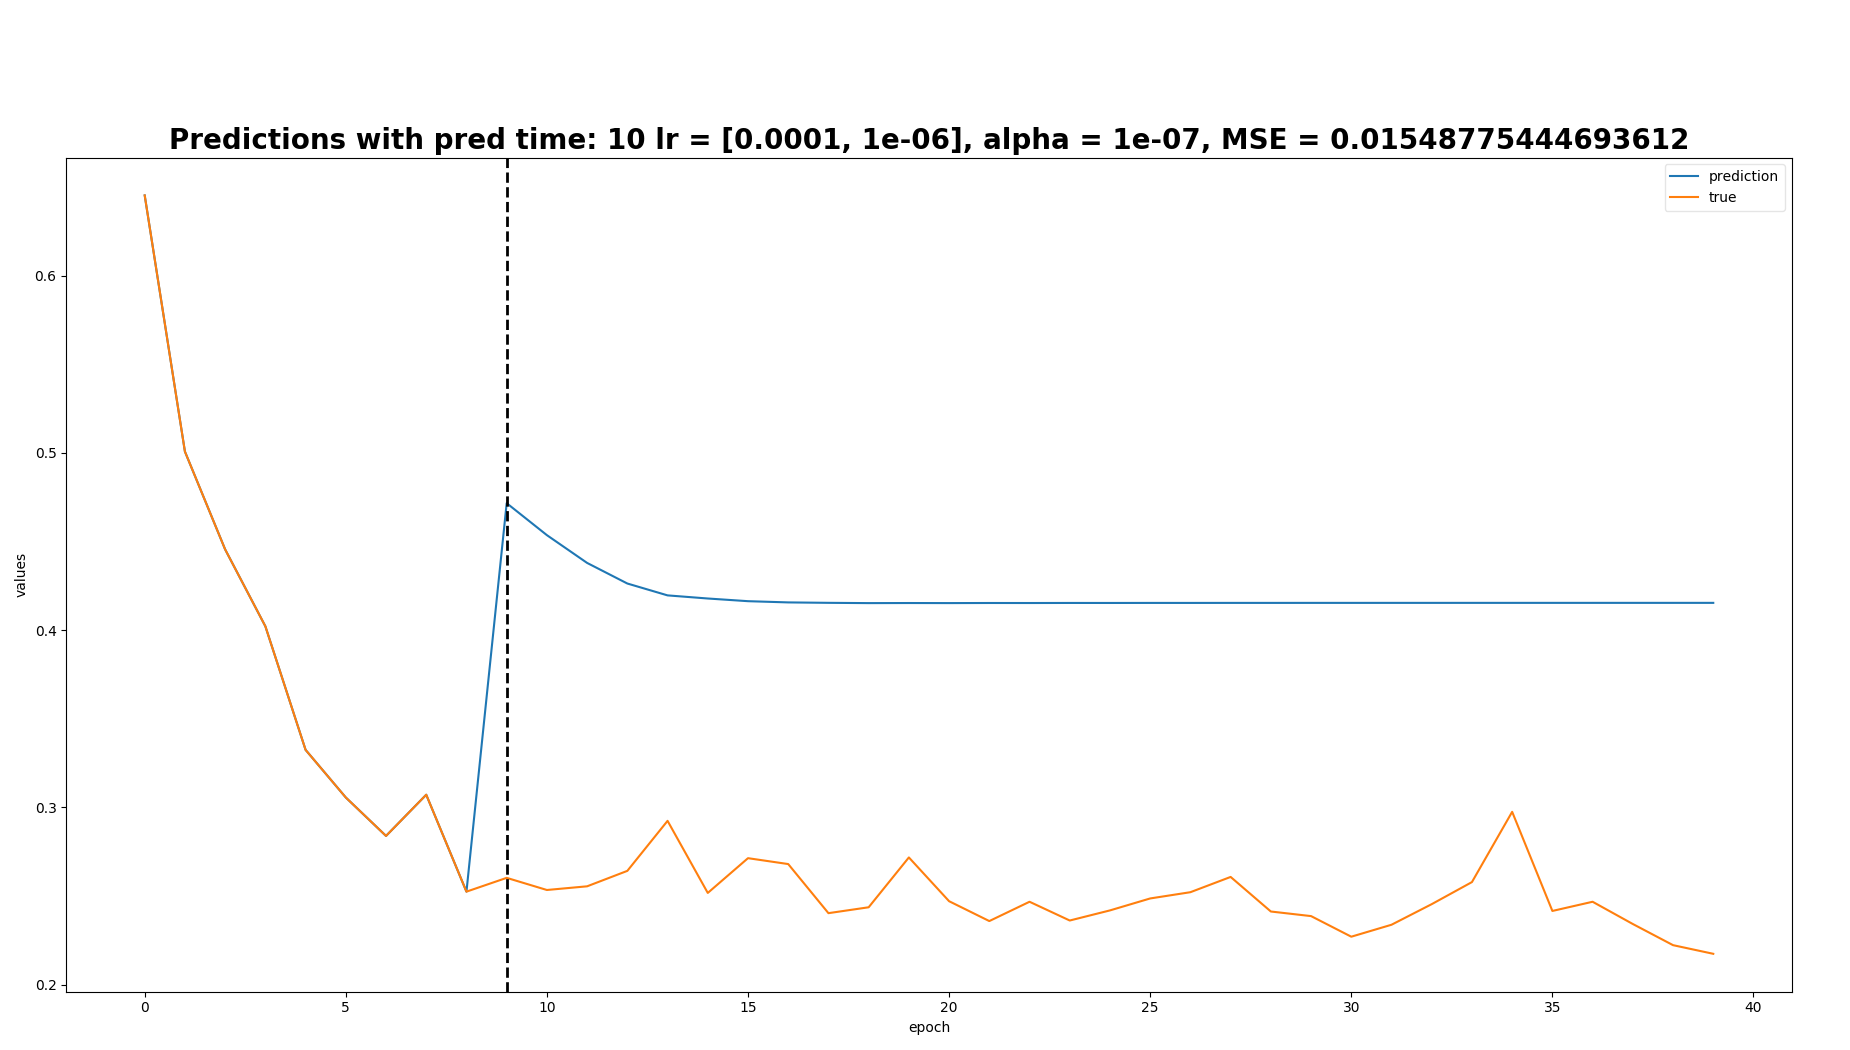 Predictions with pred time: 10 lr = [0.0001, 1e-06], alpha = 1e-07, MSE = 0.01548775444693612
prediction
true
0.6
0.5
0.4
0.3
0.2
values
0 5 10 15 20 25 30 35 40
epoch